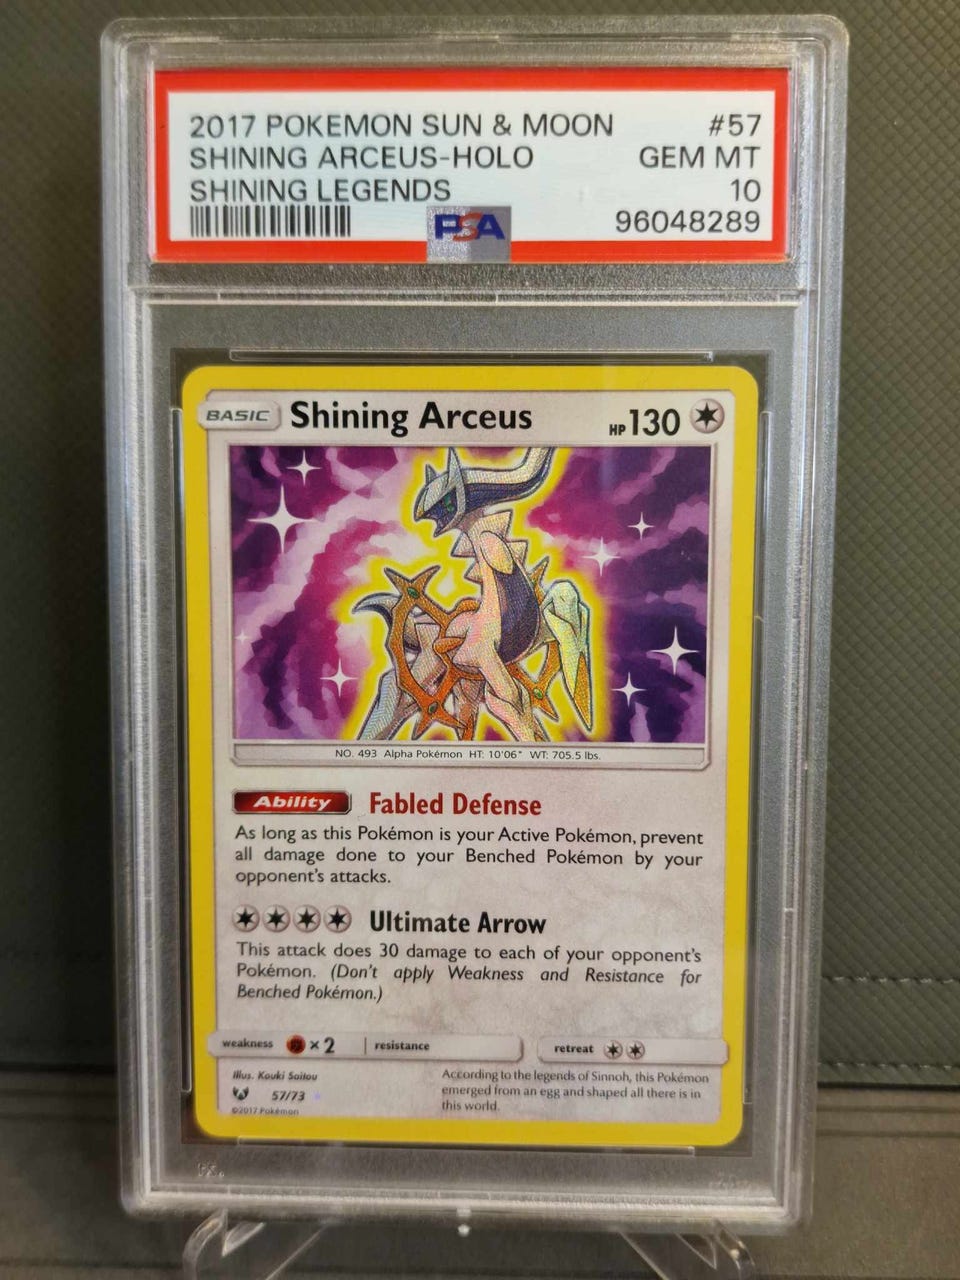 2017 POKEMON SUN & MOON #57
SHINING ARCEUS-HOLO GEM MT
SHINING LEGENDS 10
PSA 96048289
BASIC Shining Arceus HP 130
NO. 493 Alpha Pokémon HT: 10'06" WT: 705.5 lbs.
Ability Fabled Defense
As long as this Pokémon is your Active Pokémon, prevent
all damage done to your Benched Pokémon by your
opponent's attacks.
Ultimate Arrow
This attack does 30 damage to each of your opponent's
Pokémon. (Don't apply Weakness and Resistance for
Benched Pokémon.)
weakness ×2 resistance retreat
Illus. Kouki Saitou
57/73
©2017 Pokémon
According to the legends of Sinnoh, this Pokémon
emerged from an egg and shaped all there is in
this world.